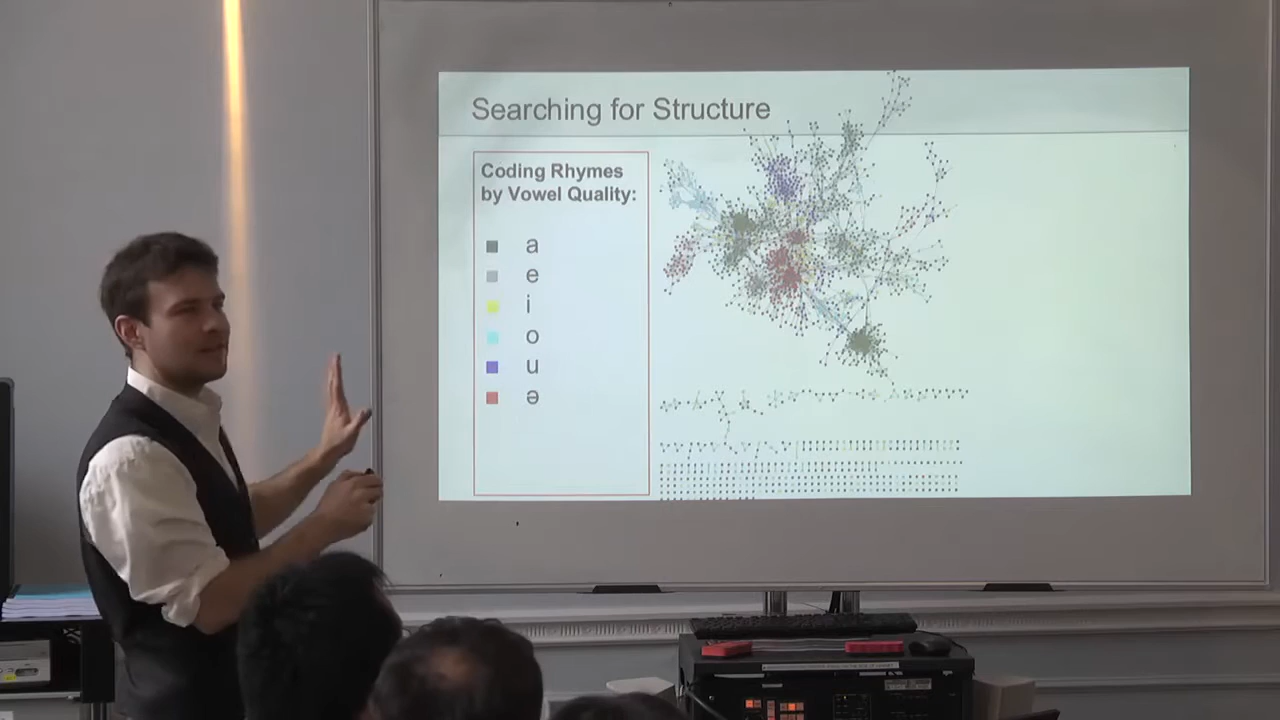 Searching for Structure
Coding Rhymes
by Vowel Quality:
a
e
i
o
u
ə